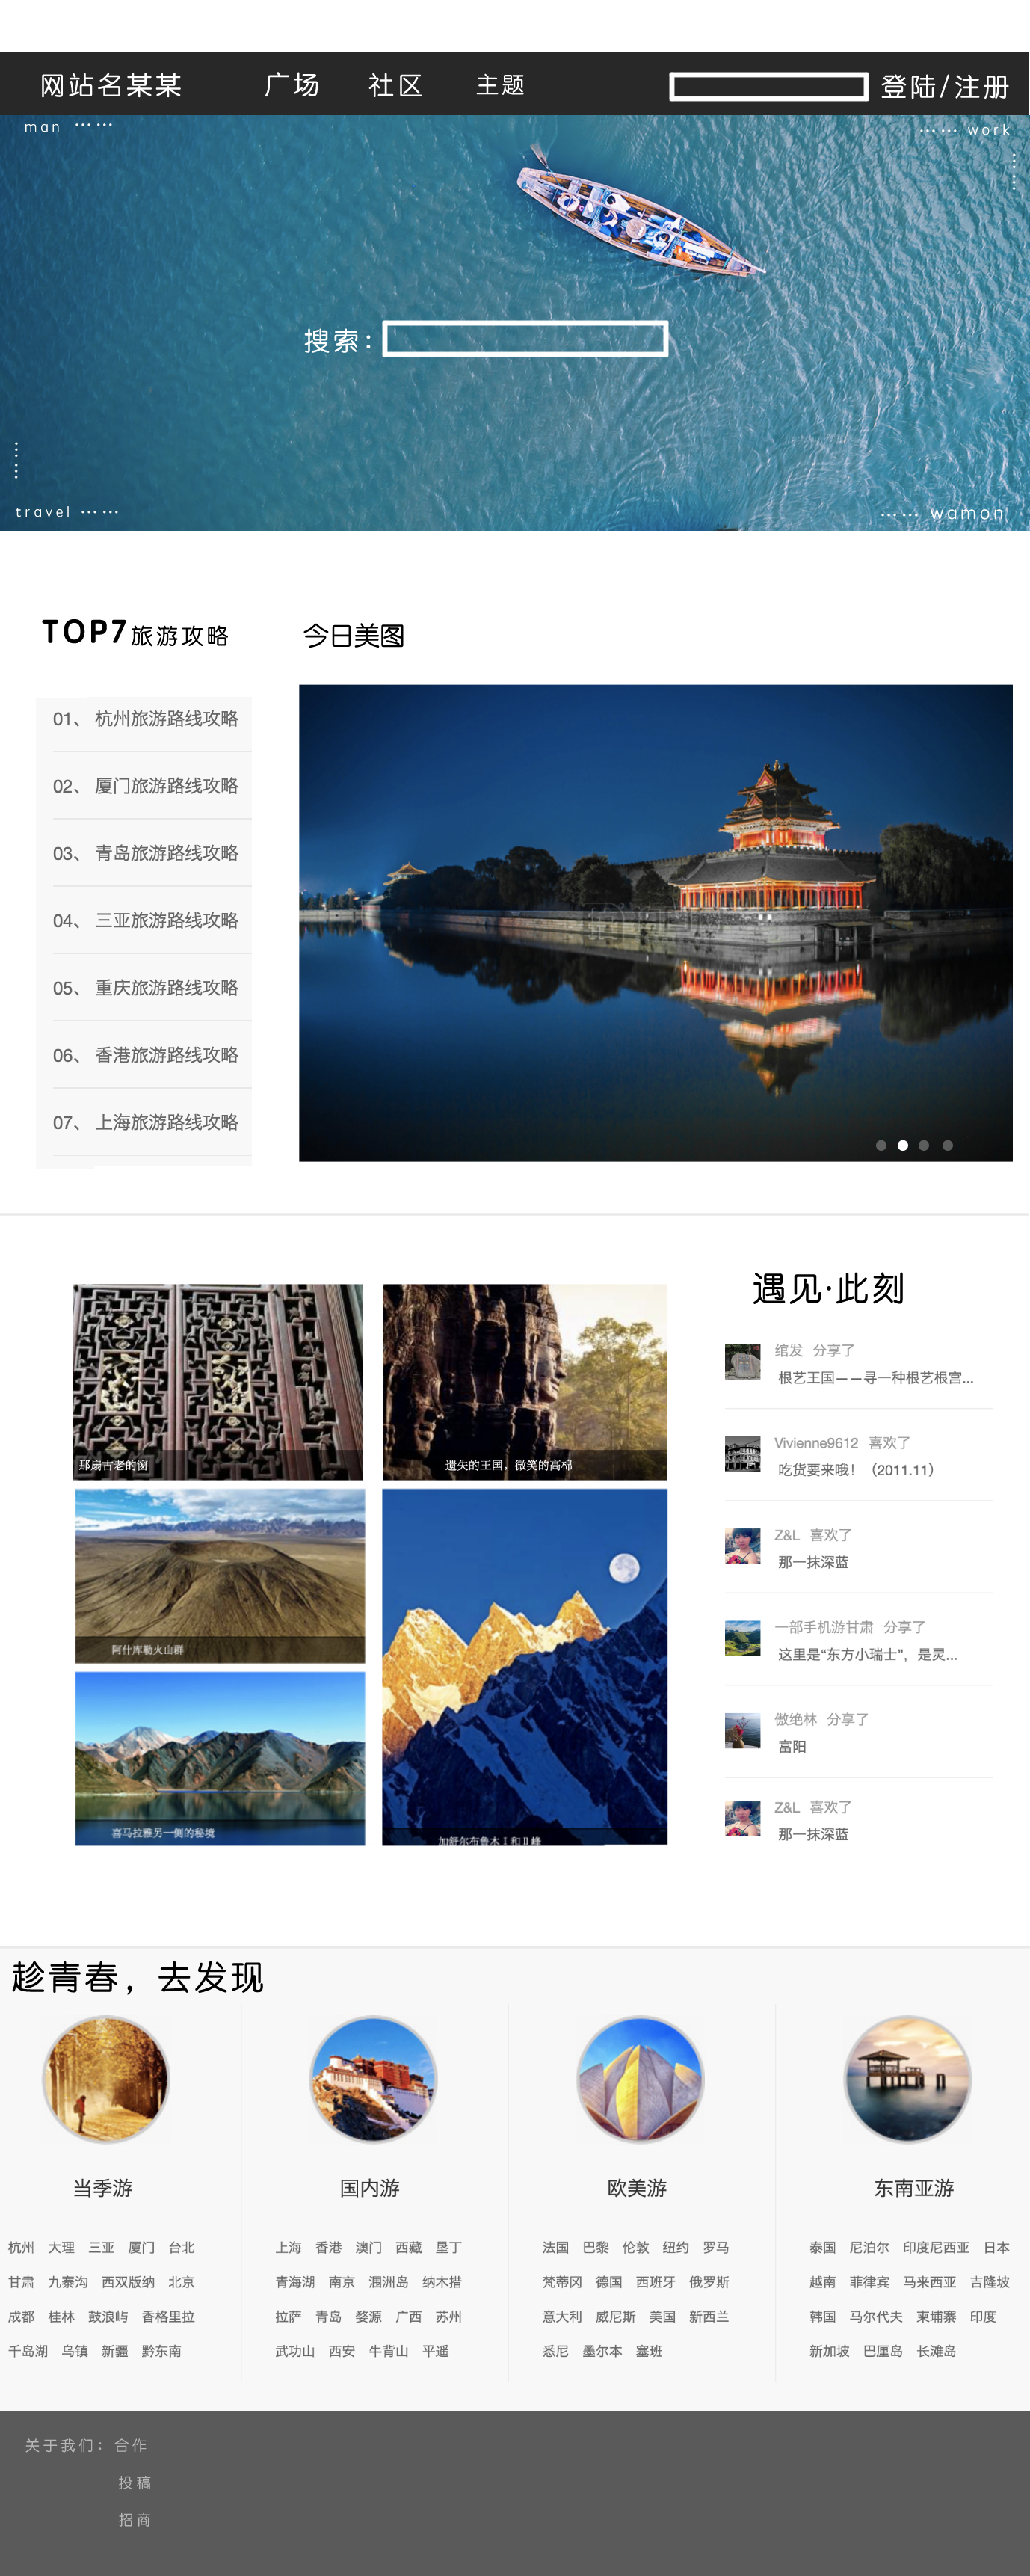 网站名某某 广场 社区 主题 登陆/注册
man …… …… work
搜索：
travel …… …… wamon
TOP7旅游攻略 今日美图
01、 杭州旅游路线攻略
02、 厦门旅游路线攻略
03、 青岛旅游路线攻略
04、 三亚旅游路线攻略
05、 重庆旅游路线攻略
06、 香港旅游路线攻略
07、 上海旅游路线攻略
那扇古老的窗
遗失的王国，微笑的高棉
阿什库勒火山群
喜马拉雅另一侧的秘境
加舒尔布鲁木Ⅰ和Ⅱ峰
遇见·此刻
绾发 分享了
根艺王国——寻一种根艺根宫...
Vivienne9612 喜欢了
吃货要来哦！（2011.11）
Z&L 喜欢了
那一抹深蓝
一部手机游甘肃 分享了
这里是“东方小瑞士”，是灵...
傲绝林 分享了
富阳
Z&L 喜欢了
那一抹深蓝
趁青春，去发现
当季游
杭州 大理 三亚 厦门 台北
甘肃 九寨沟 西双版纳 北京
成都 桂林 鼓浪屿 香格里拉
千岛湖 乌镇 新疆 黔东南
国内游
上海 香港 澳门 西藏 垦丁
青海湖 南京 涠洲岛 纳木措
拉萨 青岛 婺源 广西 苏州
武功山 西安 牛背山 平遥
欧美游
法国 巴黎 伦敦 纽约 罗马
梵蒂冈 德国 西班牙 俄罗斯
意大利 威尼斯 美国 新西兰
悉尼 墨尔本 塞班
东南亚游
泰国 尼泊尔 印度尼西亚 日本
越南 菲律宾 马来西亚 吉隆坡
韩国 马尔代夫 柬埔寨 印度
新加坡 巴厘岛 长滩岛
关于我们：合作
投稿
招商